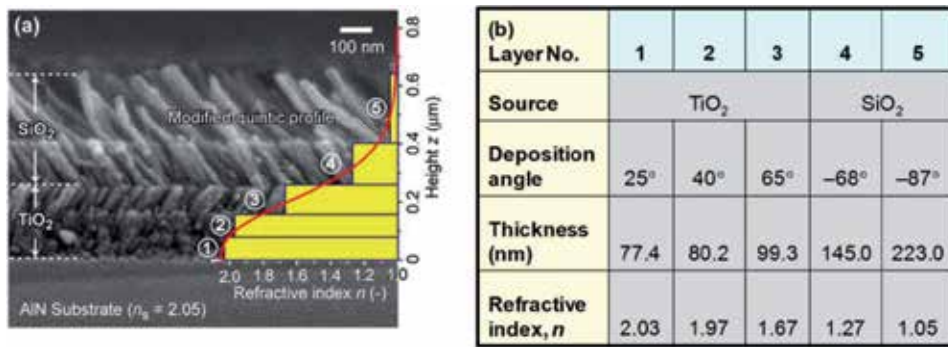 (a)
100 nm
0.8
0.6
0.4
0.2
0
Height z (μm)
SiO2
TiO2
Modified quintic profile
⑤
④
③
②
①
2.0 1.8 1.6 1.4 1.2 1.0
Refractive index n (-)
AlN Substrate (ns = 2.05)
(b)
Layer No. 1 2 3 4 5
Source TiO2 SiO2
Deposition
angle 25° 40° 65° –68° –87°
Thickness
(nm) 77.4 80.2 99.3 145.0 223.0
Refractive
index, n 2.03 1.97 1.67 1.27 1.05